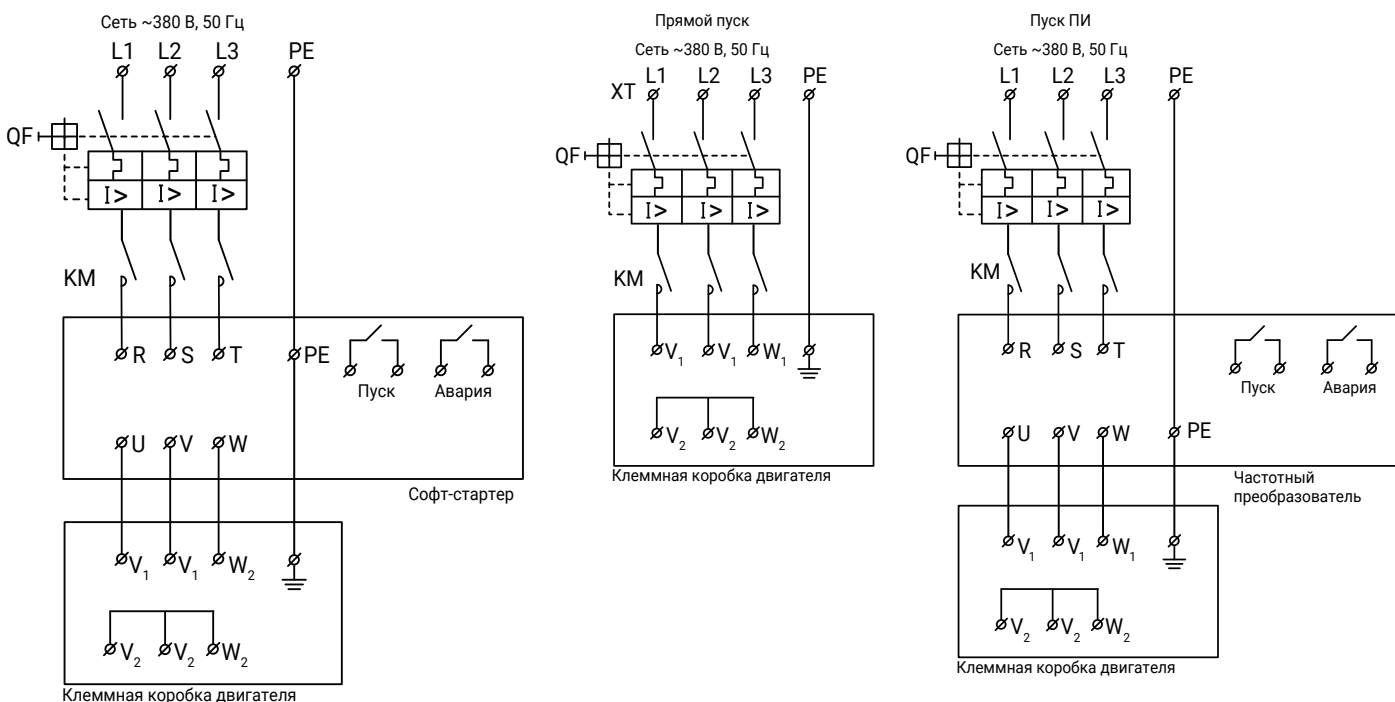 Сеть ~380 В, 50 Гц
L1 L2 L3 PE
QF
I> I> I>
KM
R S T PE
Пуск Авария
U V W
Софт-стартер
V1 V1 W2
V2 V2 W2
Клеммная коробка двигателя
Прямой пуск
Сеть ~380 В, 50 Гц
XT L1 L2 L3 PE
QF
I> I> I>
KM
V1 V1 W1
V2 V2 W2
Клеммная коробка двигателя
Пуск ПИ
Сеть ~380 В, 50 Гц
L1 L2 L3 PE
QF
I> I> I>
KM
R S T
Пуск Авария
U V W PE
Частотный
преобразователь
V1 V1 W1
V2 V2 W2
Клеммная коробка двигателя